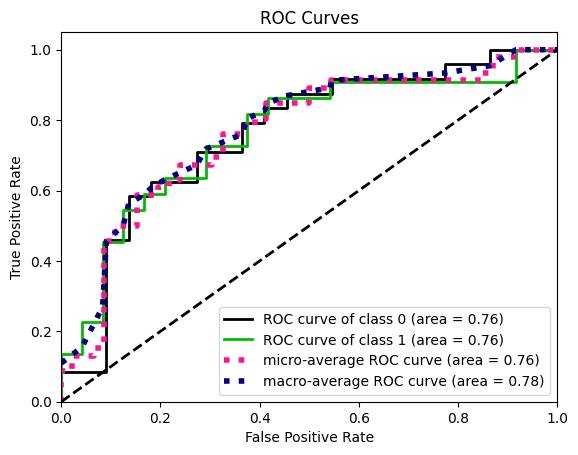 ROC Curves
True Positive Rate
1.0
0.8
0.6
0.4
0.2
0.0
ROC curve of class 0 (area = 0.76)
ROC curve of class 1 (area = 0.76)
micro-average ROC curve (area = 0.76)
macro-average ROC curve (area = 0.78)
0.0 0.2 0.4 0.6 0.8 1.0
False Positive Rate